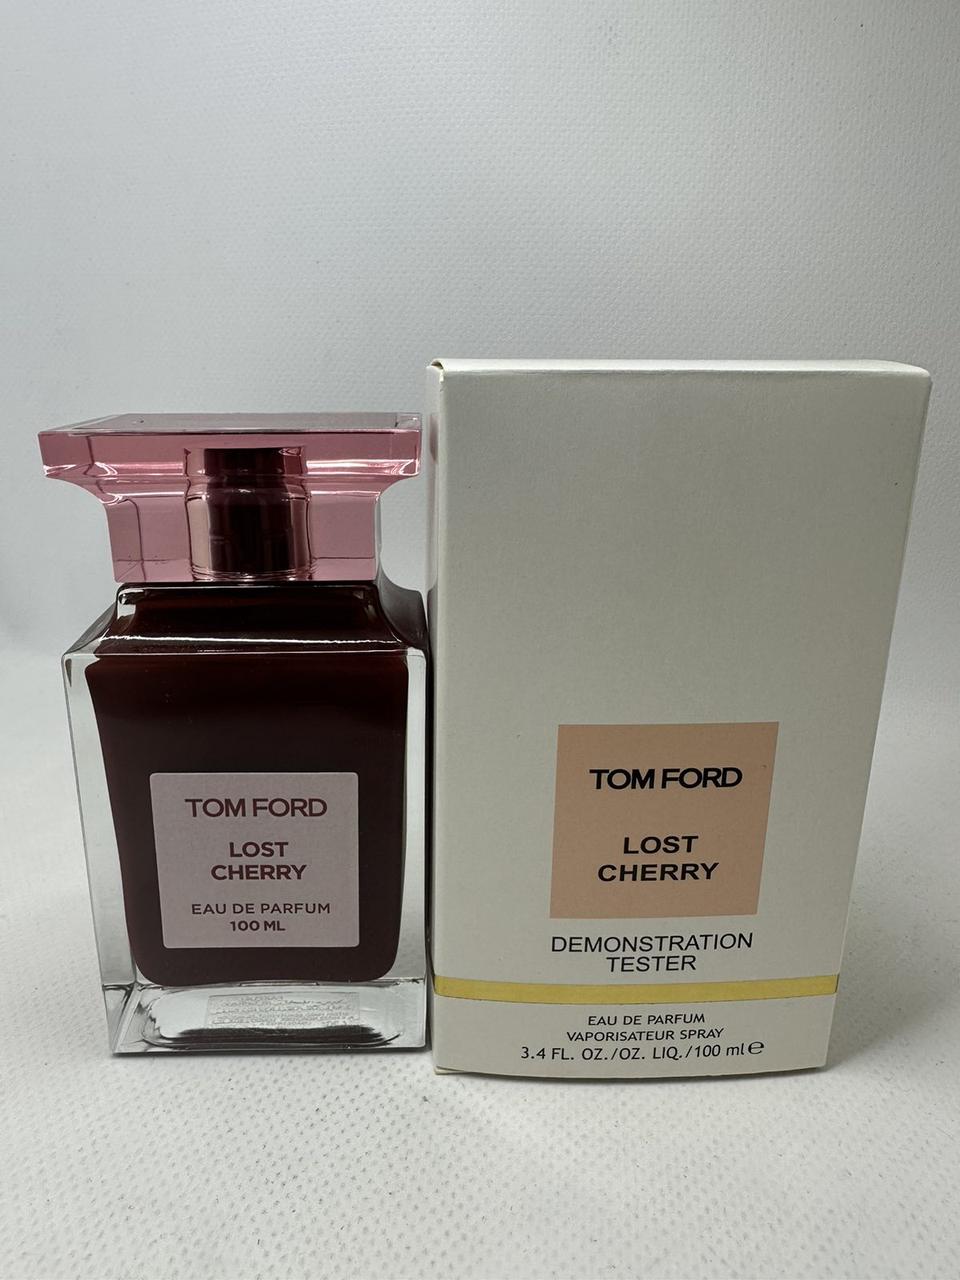 TOM FORD
LOST
CHERRY
EAU DE PARFUM
100 ML
TOM FORD
LOST
CHERRY
DEMONSTRATION
TESTER
EAU DE PARFUM
VAPORISATEUR SPRAY
3.4 FL. OZ./OZ. LIQ./100 ml℮